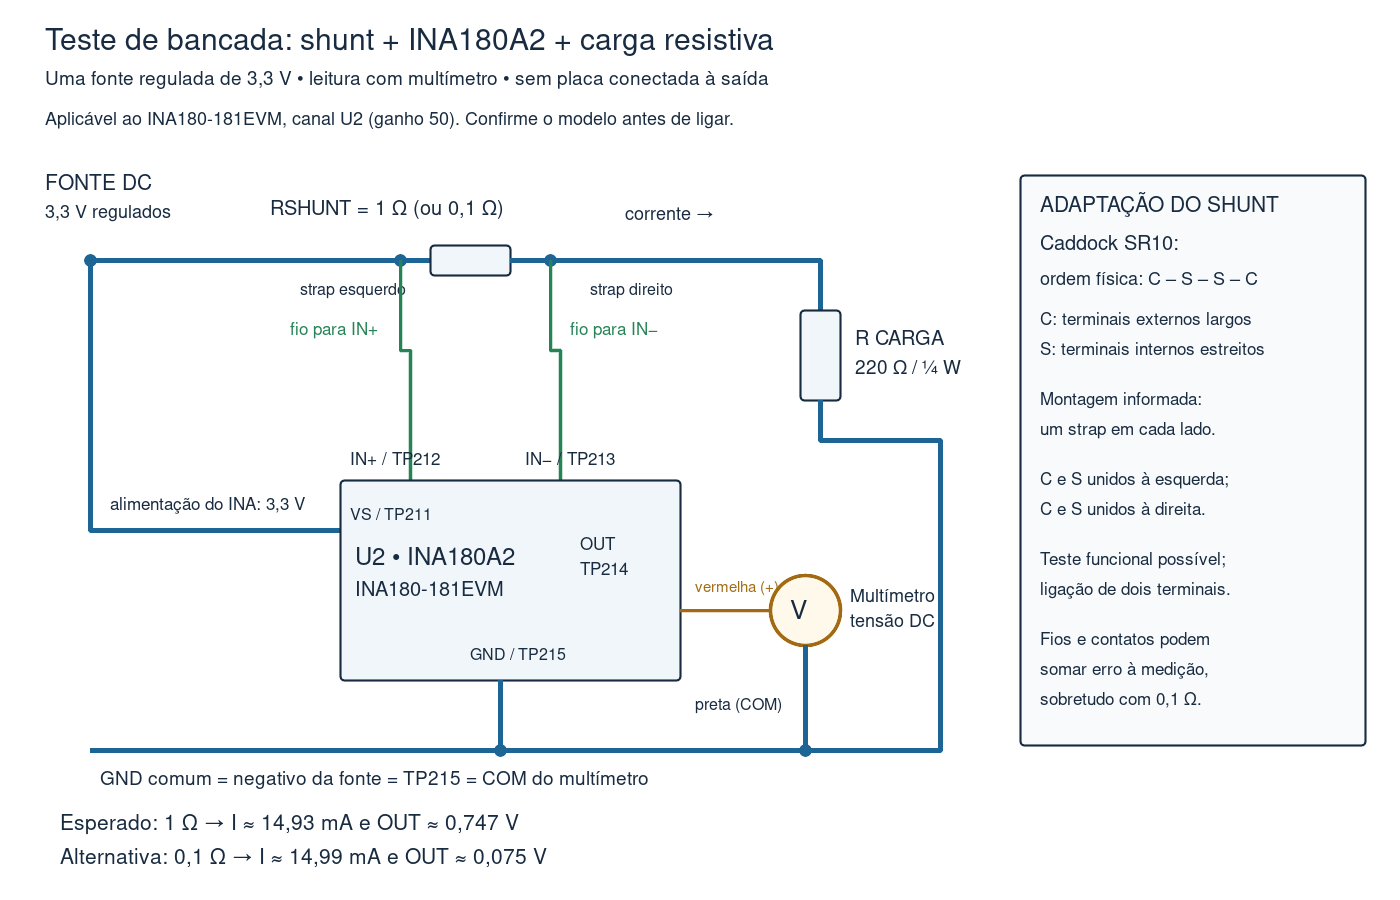 Teste de bancada: shunt + INA180A2 + carga resistiva
Uma fonte regulada de 3,3 V • leitura com multímetro • sem placa conectada à saída
Aplicável ao INA180-181EVM, canal U2 (ganho 50). Confirme o modelo antes de ligar.
FONTE DC
3,3 V regulados
RSHUNT = 1 Ω (ou 0,1 Ω)
corrente →
strap esquerdo
strap direito
fio para IN+
fio para IN−
R CARGA
220 Ω / ¼ W
IN+ / TP212
IN− / TP213
alimentação do INA: 3,3 V
VS / TP211
U2 • INA180A2
INA180-181EVM
OUT
TP214
GND / TP215
vermelha (+)
V
Multímetro
tensão DC
preta (COM)
GND comum = negativo da fonte = TP215 = COM do multímetro
Esperado: 1 Ω → I ≈ 14,93 mA e OUT ≈ 0,747 V
Alternativa: 0,1 Ω → I ≈ 14,99 mA e OUT ≈ 0,075 V
ADAPTAÇÃO DO SHUNT
Caddock SR10:
ordem física: C – S – S – C
C: terminais externos largos
S: terminais internos estreitos
Montagem informada:
um strap em cada lado.
C e S unidos à esquerda;
C e S unidos à direita.
Teste funcional possível;
ligação de dois terminais.
Fios e contatos podem
somar erro à medição,
sobretudo com 0,1 Ω.